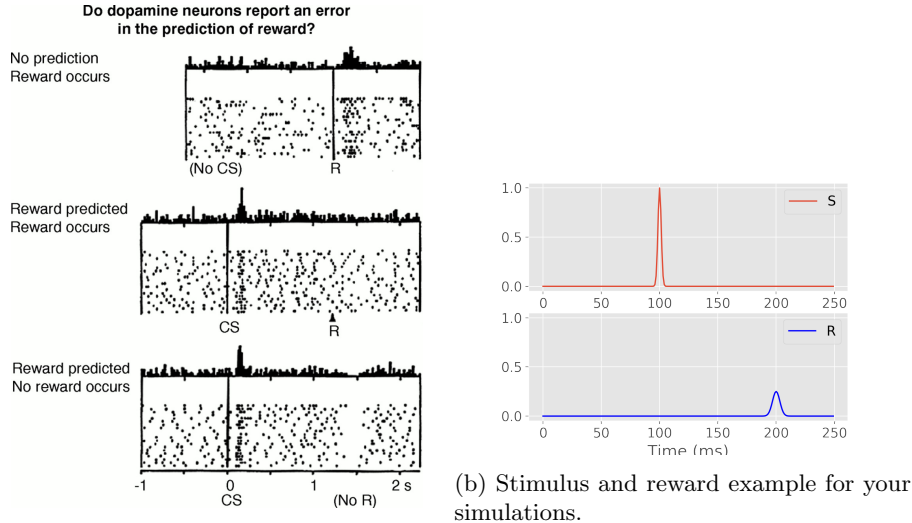 Do dopamine neurons report an error
in the prediction of reward?
No prediction
Reward occurs
(No CS)
R
Reward predicted
Reward occurs
CS
R
Reward predicted
No reward occurs
-1
0
1
2 s
CS
(No R)
1.0
0.5
0.0
S
0
50
100
150
200
250
1.0
0.5
0.0
R
0
50
100
150
200
250
Time (ms)
(b) Stimulus and reward example for your
simulations.